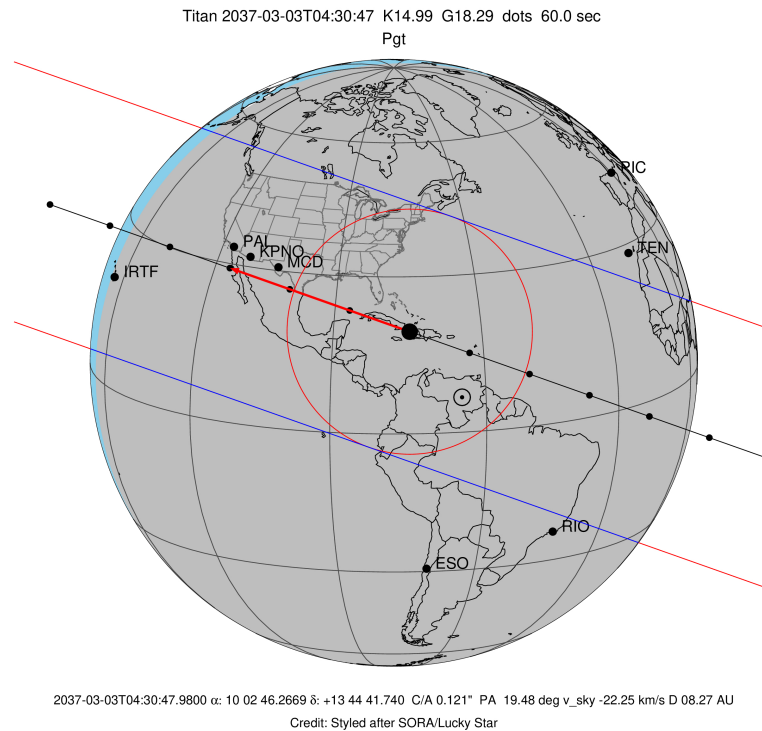 Titan 2037-03-03T04:30:47  K14.99  G18.29  dots  60.0 sec
Pgt
PIC
PAL
KPNO
TEN
MCD
IRTF
RIO
ESO
2037-03-03T04:30:47.9800 α: 10 02 46.2669 δ: +13 44 41.740  C/A 0.121"  PA  19.48 deg v_sky -22.25 km/s D 08.27 AU
Credit: Styled after SORA/Lucky Star